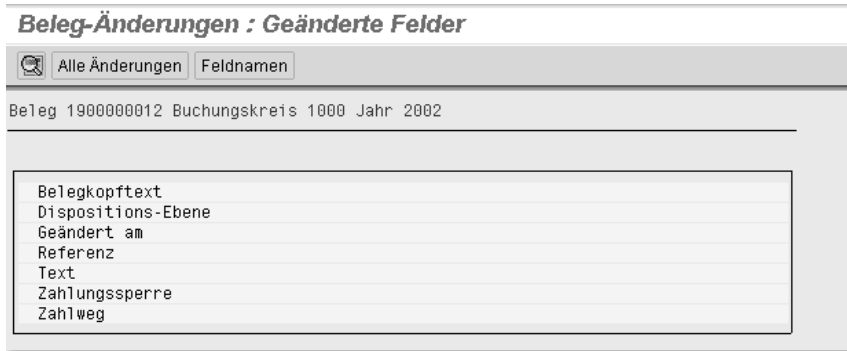 Beleg-Änderungen : Geänderte Felder
Alle Änderungen Feldnamen
Beleg 1900000012 Buchungskreis 1000 Jahr 2002
Belegkopftext
Dispositions-Ebene
Geändert am
Referenz
Text
Zahlungssperre
Zahlweg